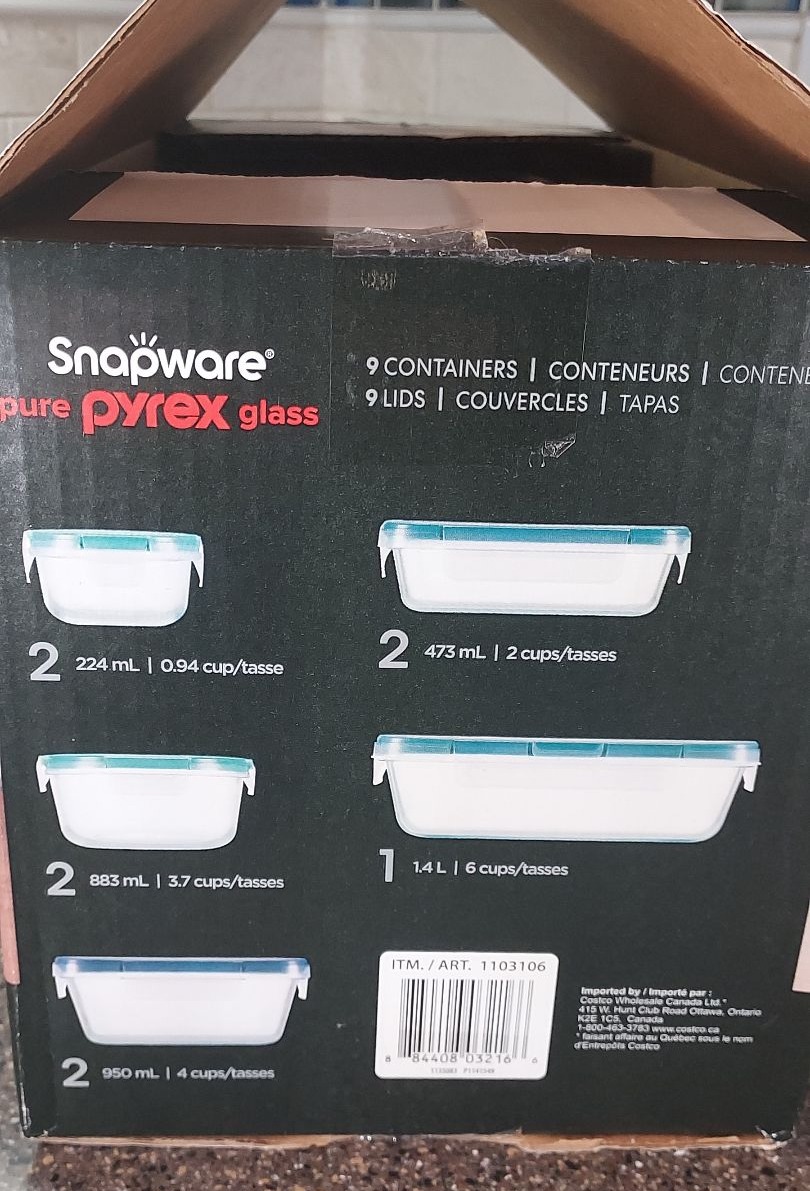 Snapware®
pure pyrex glass
9 CONTAINERS | CONTENEURS | CONTENE
9 LIDS | COUVERCLES | TAPAS
2 224 mL | 0.94 cup/tasse
2 473 mL | 2 cups/tasses
2 883 mL | 3.7 cups/tasses
1 1.4 L | 6 cups/tasses
2 950 mL | 4 cups/tasses
ITM. / ART. 1103106
8 84408 03216 6
Imported by / Importé par :
Costco Wholesale Canada Ltd.*
415 W. Hunt Club Road Ottawa, Ontario
K2E 1C5, Canada
1-800-463-3783 www.costco.ca
* faisant affaire au Québec sous le nom
d'Entrepôts Costco